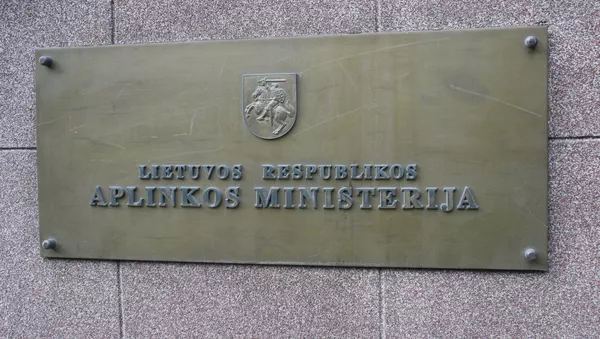 LIETUVOS RESPUBLIKOS
APLINKOS MINISTERIJA